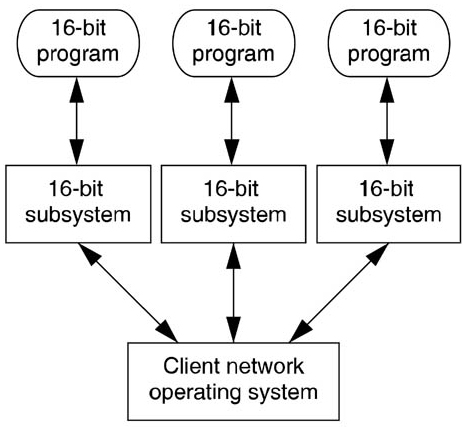 16-bit
program
16-bit
program
16-bit
program
16-bit
subsystem
16-bit
subsystem
16-bit
subsystem
Client network
operating system